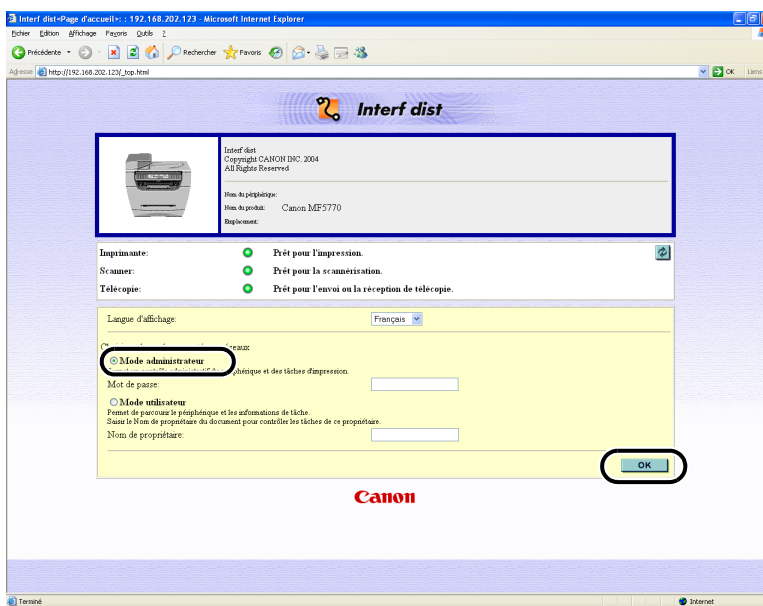 Interf dist<Page d'accueil>: : 192.168.202.123 - Microsoft Internet Explorer
Fichier Edition Affichage Favoris Outils ?
Précédente Rechercher Favoris
Adresse http://192.168.202.123/_top.html OK Liens
Interf dist
Interf dist
Copyright CANON INC. 2004
All Rights Reserved
Nom du périphérique:
Nom du produit: Canon MF5770
Emplacement:
Imprimante: Prêt pour l'impression.
Scanner: Prêt pour la scannérisation.
Télécopie: Prêt pour l'envoi ou la réception de télécopie.
Langue d'affichage: Français
Mode administrateur
et des tâches d'impression.
Mot de passe:
Mode utilisateur
Permet de parcourir le périphérique et les informations de tâche.
Saisir le Nom de propriétaire du document pour contrôler les tâches de ce propriétaire.
Nom de propriétaire:
OK
Canon
Terminé Internet